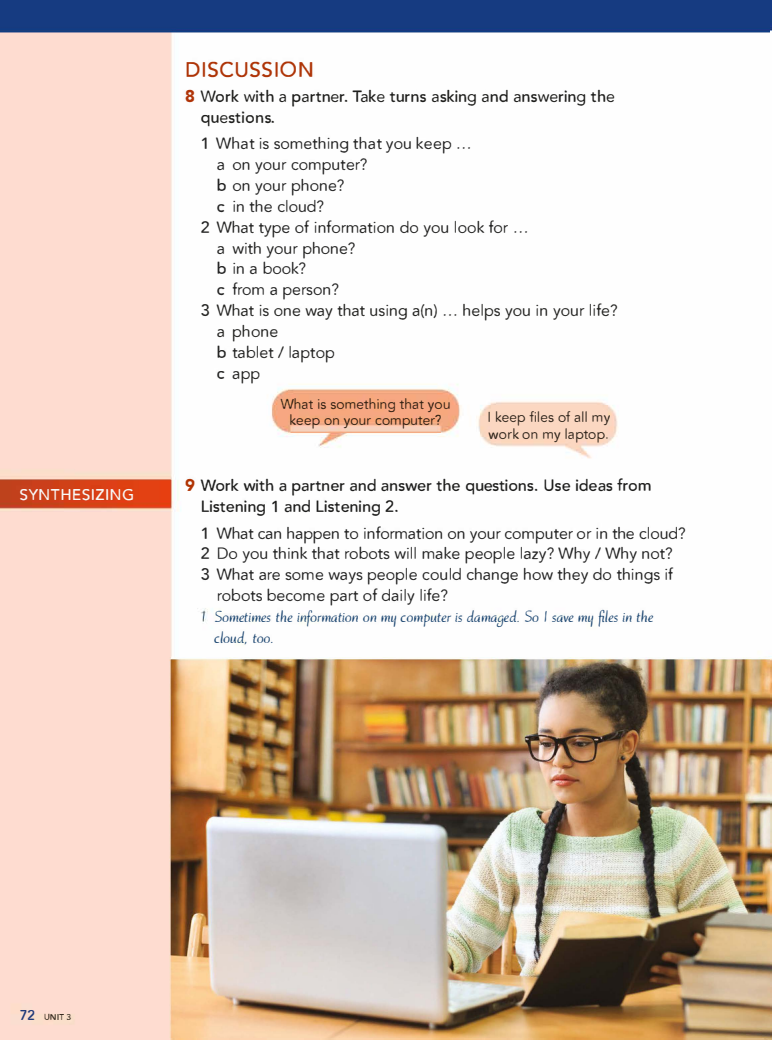 DISCUSSION
8 Work with a partner. Take turns asking and answering the
questions.
1 What is something that you keep …
a on your computer?
b on your phone?
c in the cloud?
2 What type of information do you look for …
a with your phone?
b in a book?
c from a person?
3 What is one way that using a(n) … helps you in your life?
a phone
b tablet / laptop
c app
What is something that you
keep on your computer?
I keep files of all my
work on my laptop.
SYNTHESIZING
9 Work with a partner and answer the questions. Use ideas from
Listening 1 and Listening 2.
1 What can happen to information on your computer or in the cloud?
2 Do you think that robots will make people lazy? Why / Why not?
3 What are some ways people could change how they do things if
robots become part of daily life?
1 Sometimes the information on my computer is damaged. So I save my files in the
cloud, too.
72 UNIT 3